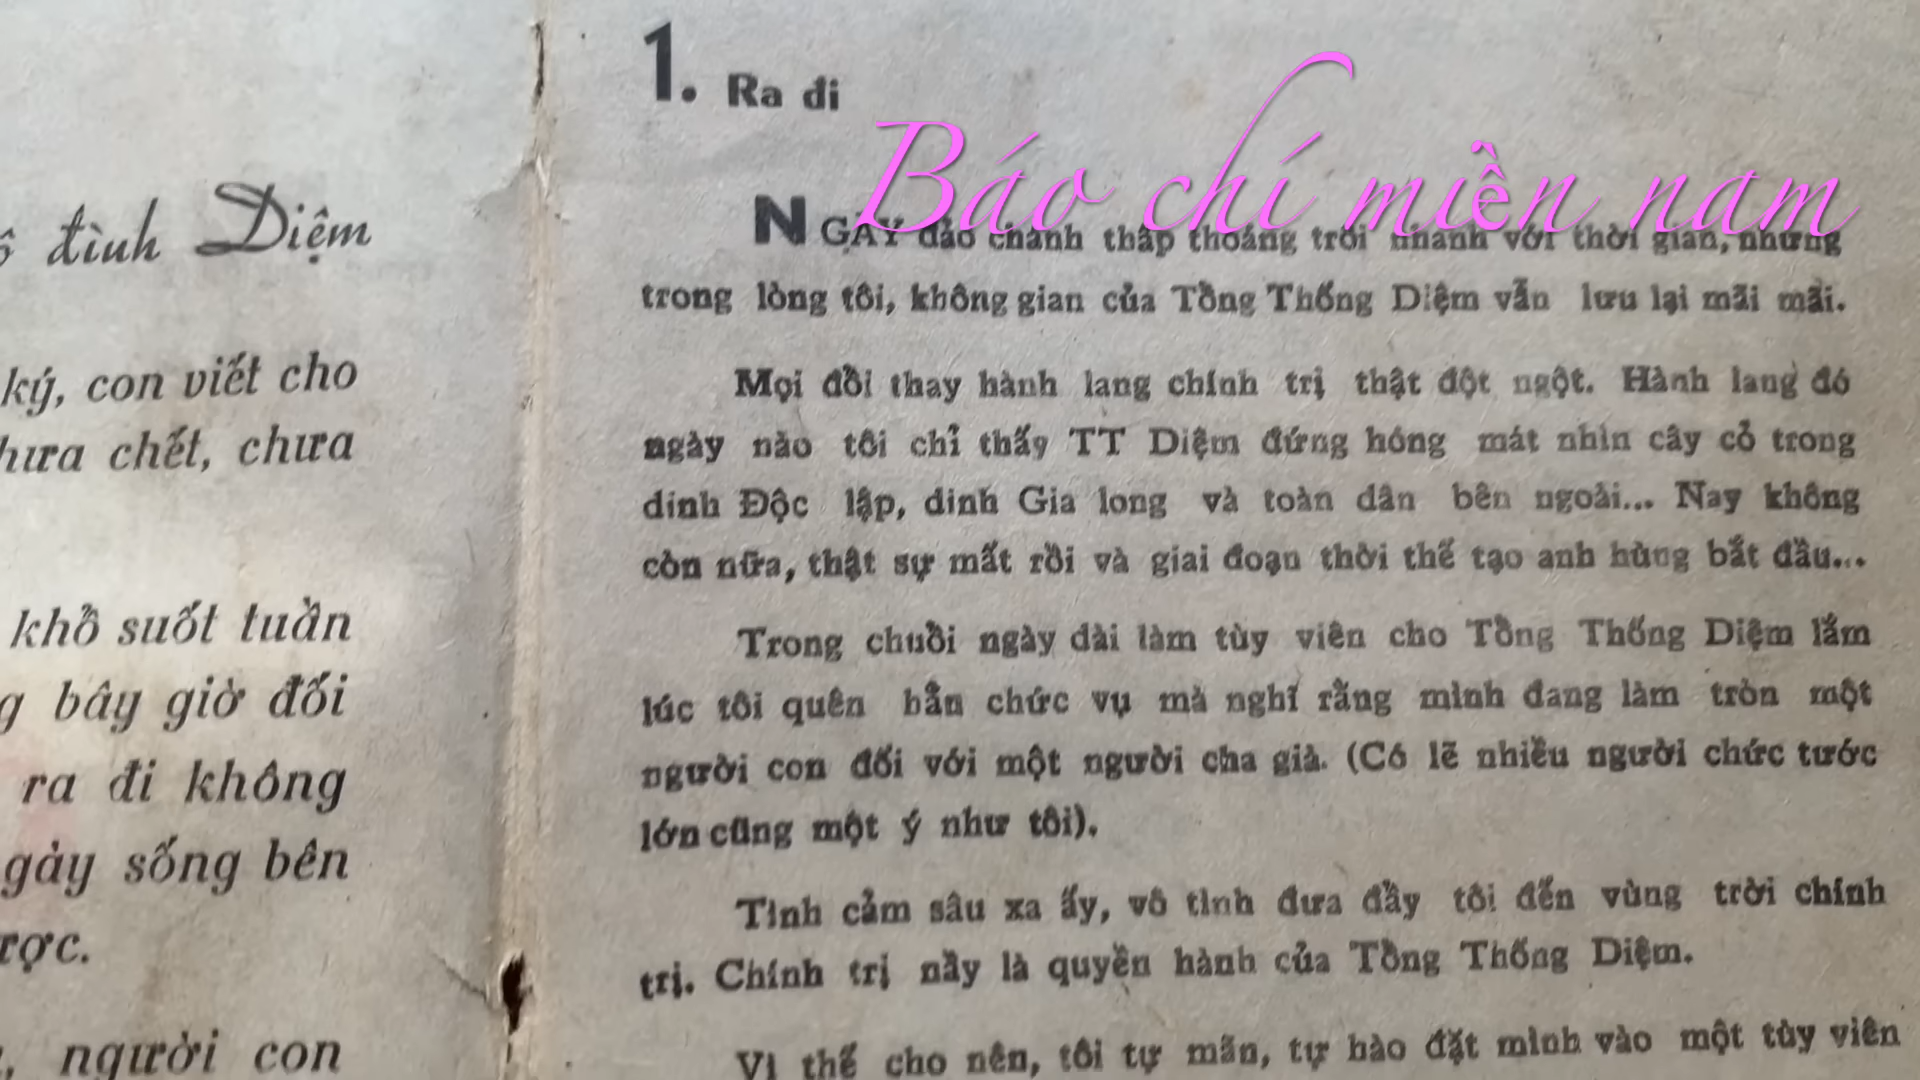 đình Diệm
ký, con viết cho
chưa chết, chưa
khổ suốt tuần
bây giờ đối
ra đi không
gày sống bên
người con
1. Ra đi
Báo chí miền nam
NGÀY đảo chánh thấp thoáng trôi nhanh với thời gian, nhưng
trong lòng tôi, không gian của Tổng Thống Diệm vẫn lưu lại mãi mãi.
Mọi đổi thay hành lang chính trị thật đột ngột. Hành lang đó
ngày nào tôi chỉ thấy TT Diệm đứng hóng mát nhìn cây cỏ trong
dinh Độc lập, dinh Gia long và toàn dân bên ngoài... Nay không
còn nữa, thật sự mất rồi và giai đoạn thời thế tạo anh hùng bắt đầu...
Trong chuỗi ngày dài làm tùy viên cho Tổng Thống Diệm lắm
lúc tôi quên hẳn chức vụ mà nghĩ rằng mình đang làm tròn một
người con đối với một người cha già. (Có lẽ nhiều người chức tước
lớn cũng một ý như tôi).
Tình cảm sâu xa ấy, vô tình đưa đẩy tôi đến vùng trời chính
trị. Chính trị nầy là quyền hành của Tổng Thống Diệm.
Vì thế cho nên, tôi tự mãn, tự hào đặt mình vào một tùy viên